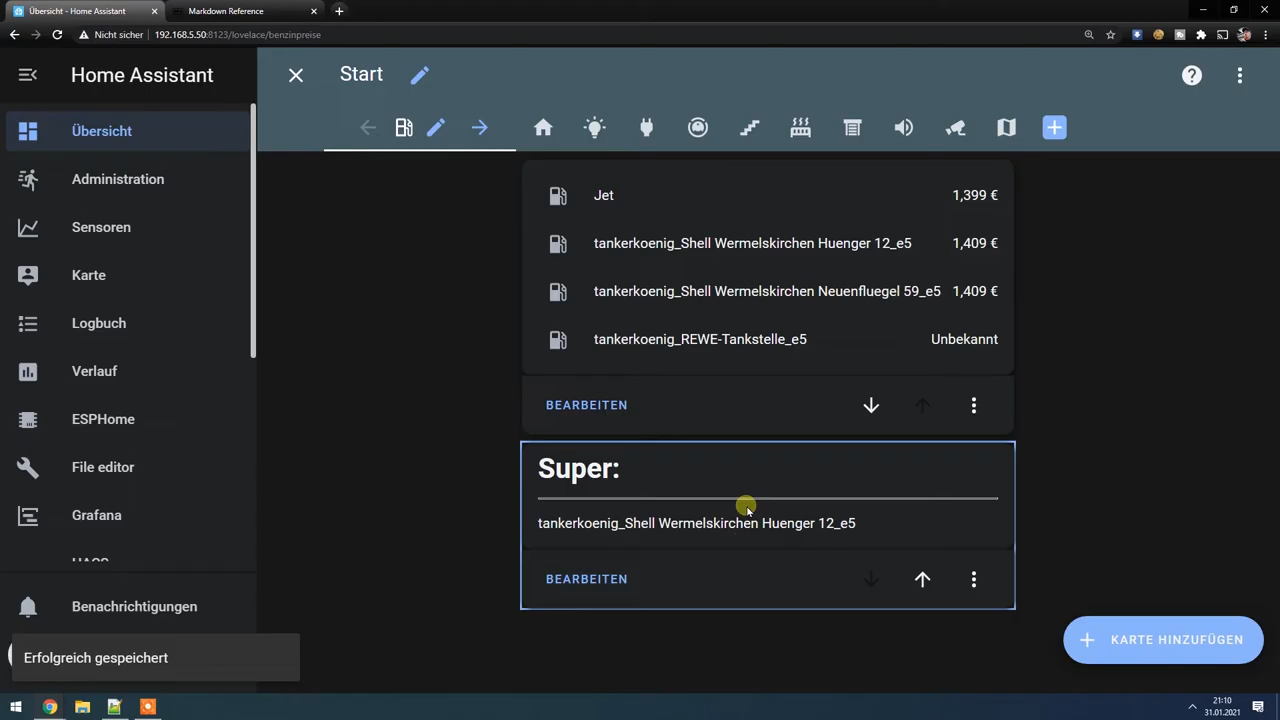 Übersicht - Home Assistant
Markdown Reference
Nicht sicher
192.168.5.50:8123/lovelace/benzinpreise
Home Assistant
Start
Übersicht
Administration
Sensoren
Karte
Logbuch
Verlauf
ESPHome
File editor
Grafana
HACS
Benachrichtigungen
Erfolgreich gespeichert
Jet 1,399 €
tankerkoenig_Shell Wermelskirchen Huenger 12_e5 1,409 €
tankerkoenig_Shell Wermelskirchen Neuenfluegel 59_e5 1,409 €
tankerkoenig_REWE-Tankstelle_e5 Unbekannt
BEARBEITEN
Super:
tankerkoenig_Shell Wermelskirchen Huenger 12_e5
BEARBEITEN
KARTE HINZUFÜGEN
21:10
31.01.2021